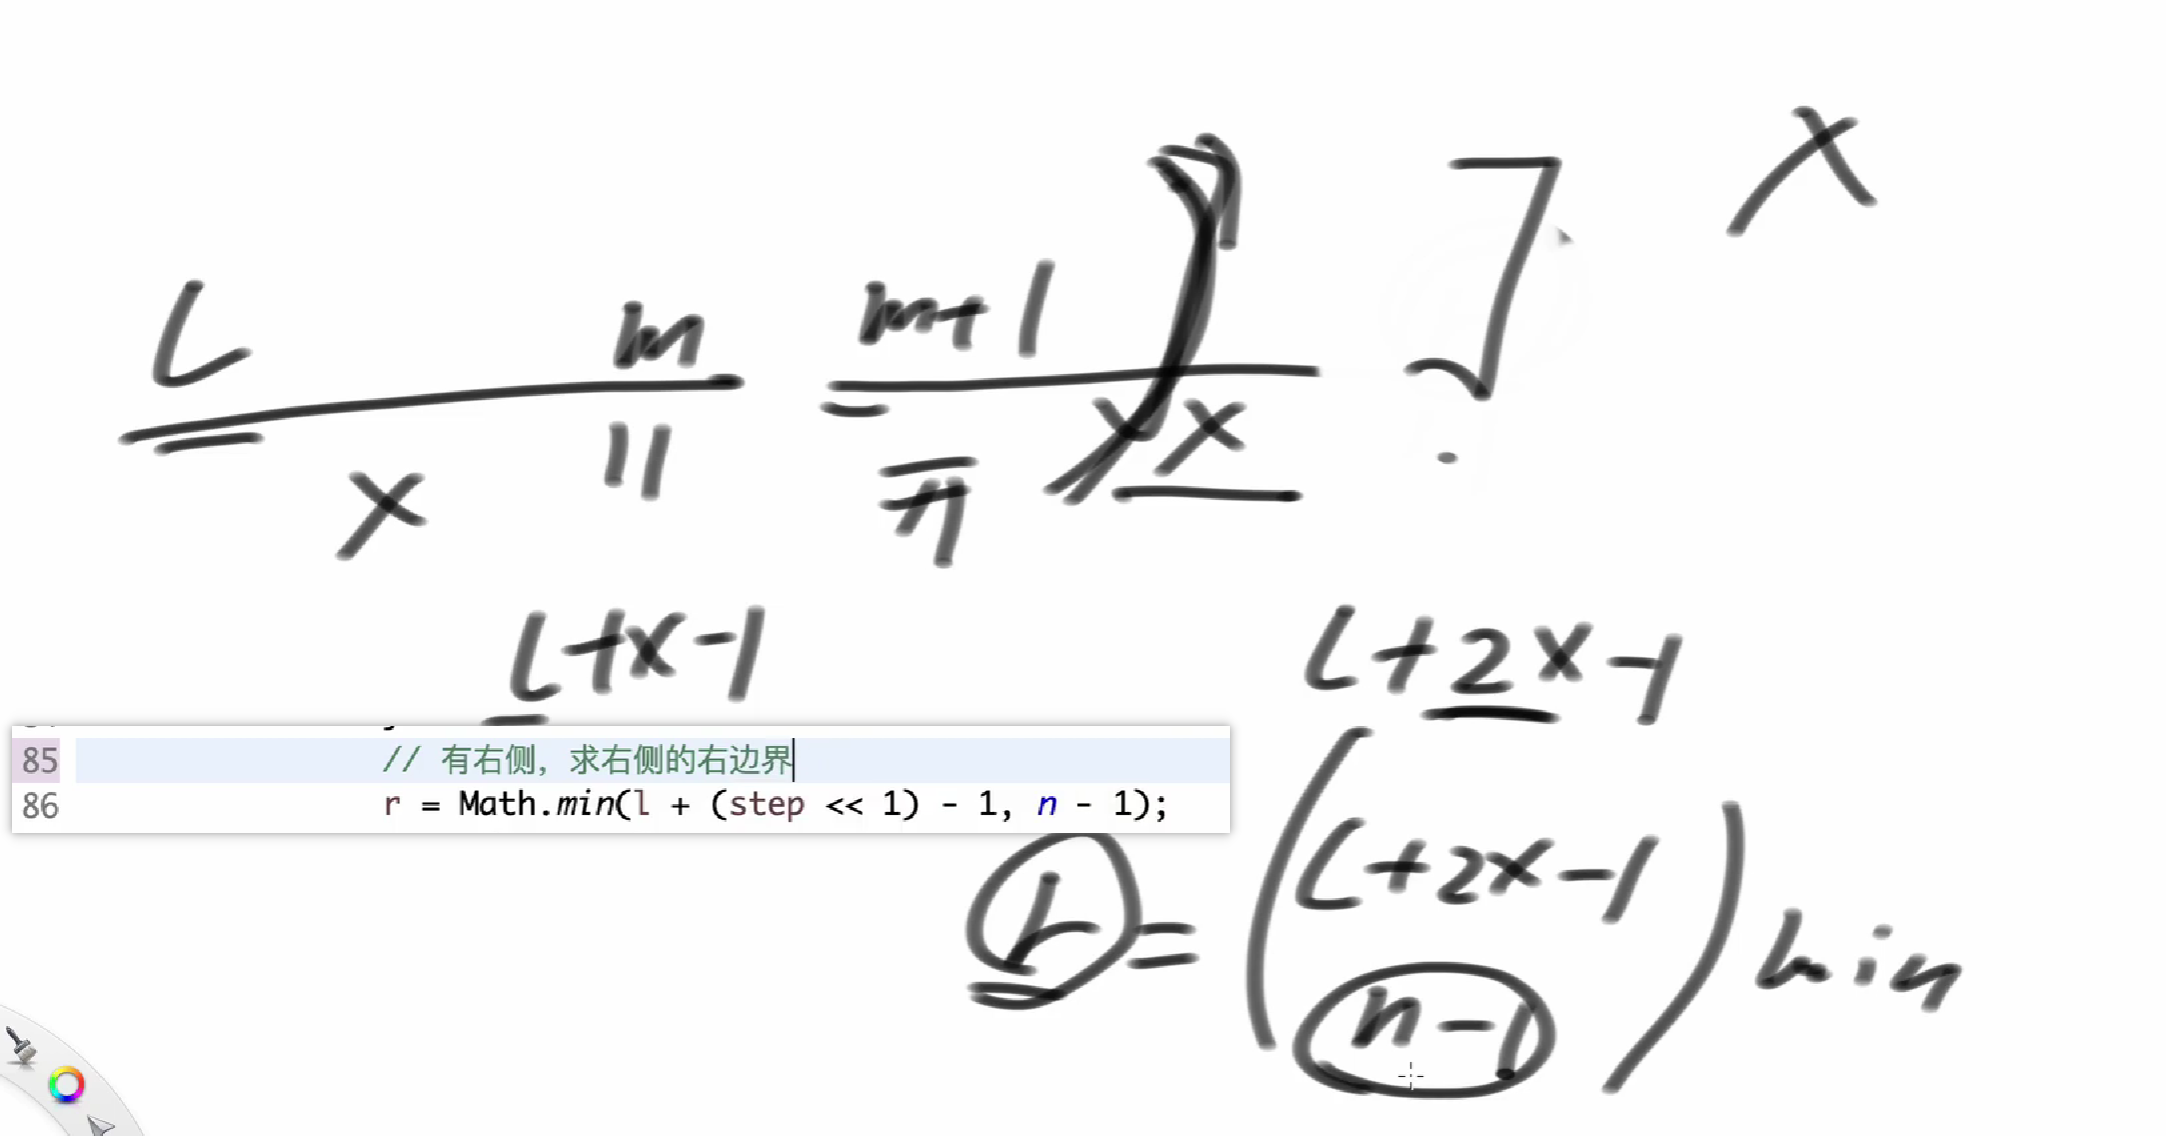 x
L m m+1
x x x
L+x-1 L+2x-1
85 // 有右侧，求右侧的右边界
86 r = Math.min(l + (step << 1) - 1, n - 1);
r = (L+2x-1
n-1) min